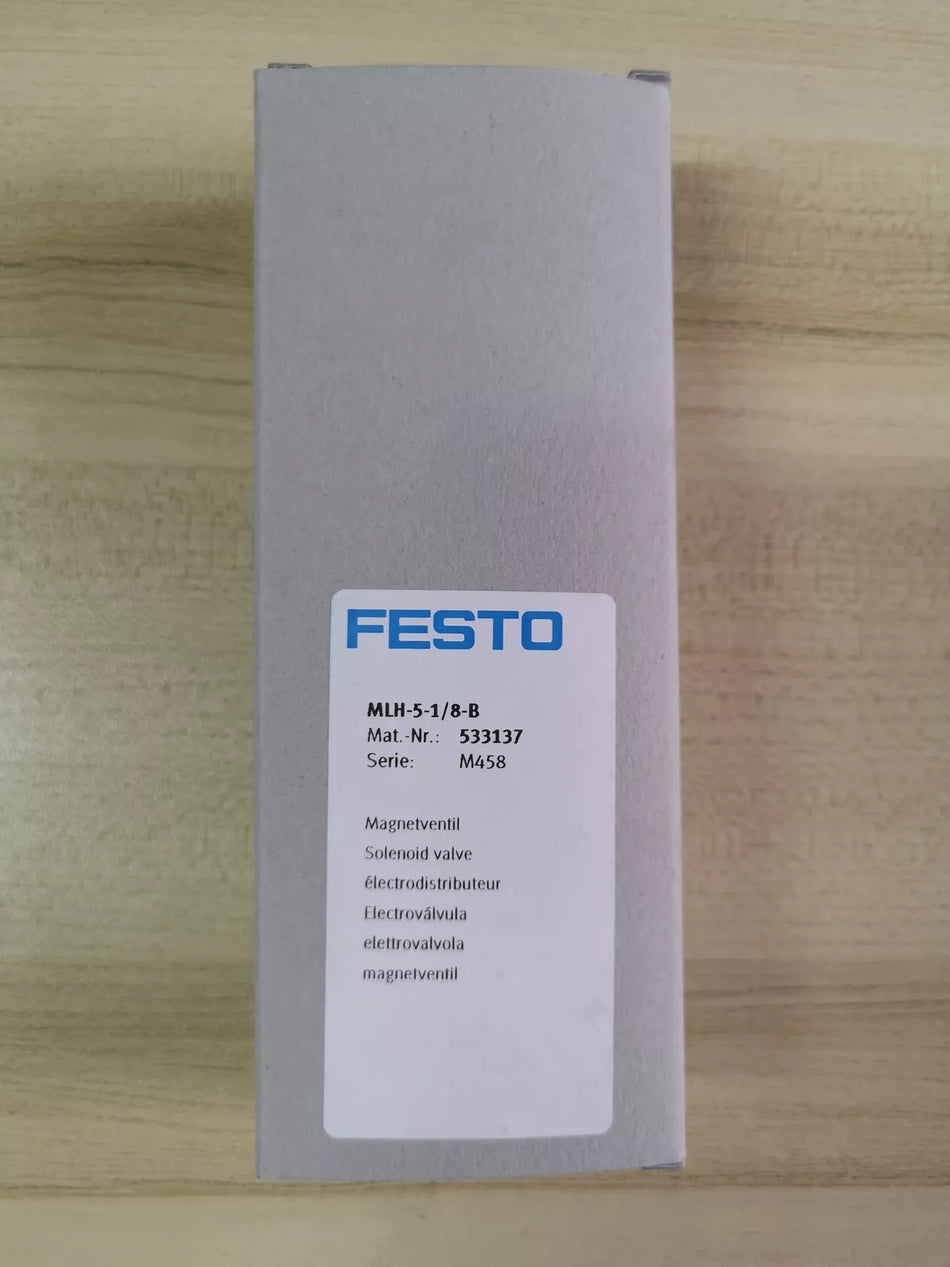 FESTO
MLH-5-1/8-B
Mat.-Nr.: 533137
Serie: M458
Magnetventil
Solenoid valve
électrodistributeur
Electroválvula
elettrovalvola
magnetventil